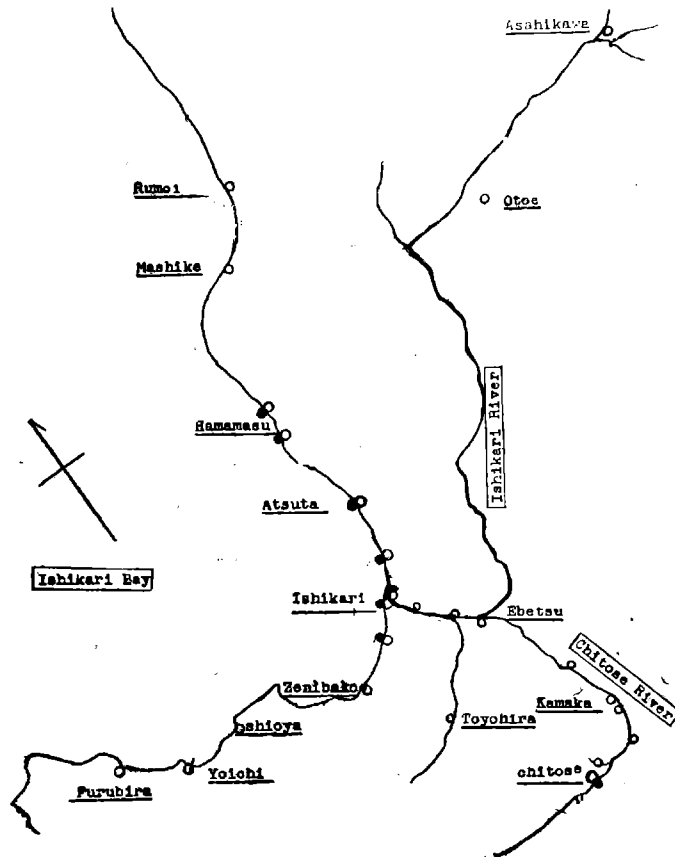 Asahikawa
Rumoi
Otoe
Mashike
Hamamasu
Ishikari River
Atsuta
Ishikari Bay
Ishikari
Ebetsu
Chitose River
Zenibako
Kamaka
Oshioya
Toyohira
Yoichi
chitose
Furubira